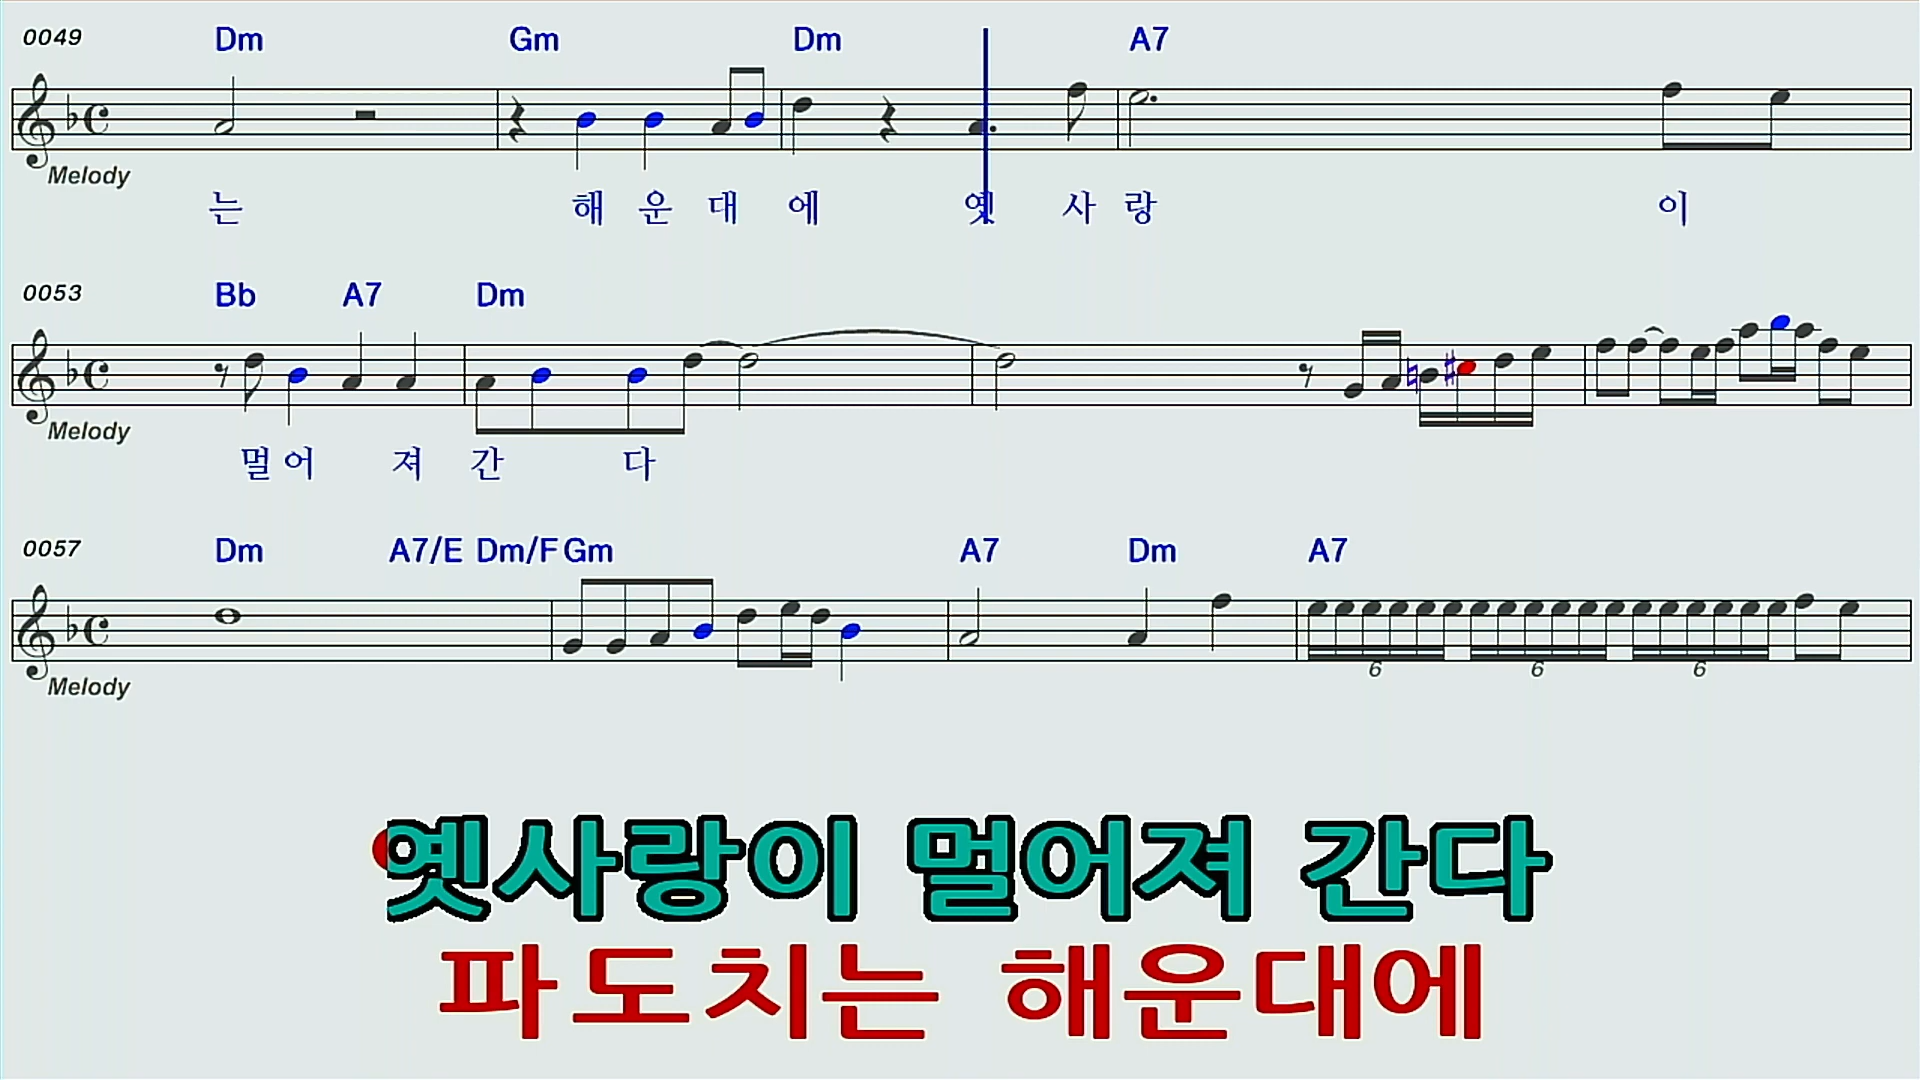 0049 Dm Gm Dm A7
Melody
는 해 운 대 에 옛 사 랑 이
0053 Bb A7 Dm
Melody
멀 어 져 간 다
0057 Dm A7/E Dm/F Gm A7 Dm A7
6 6 6
Melody
옛사랑이 멀어져 간다
파도치는 해운대에